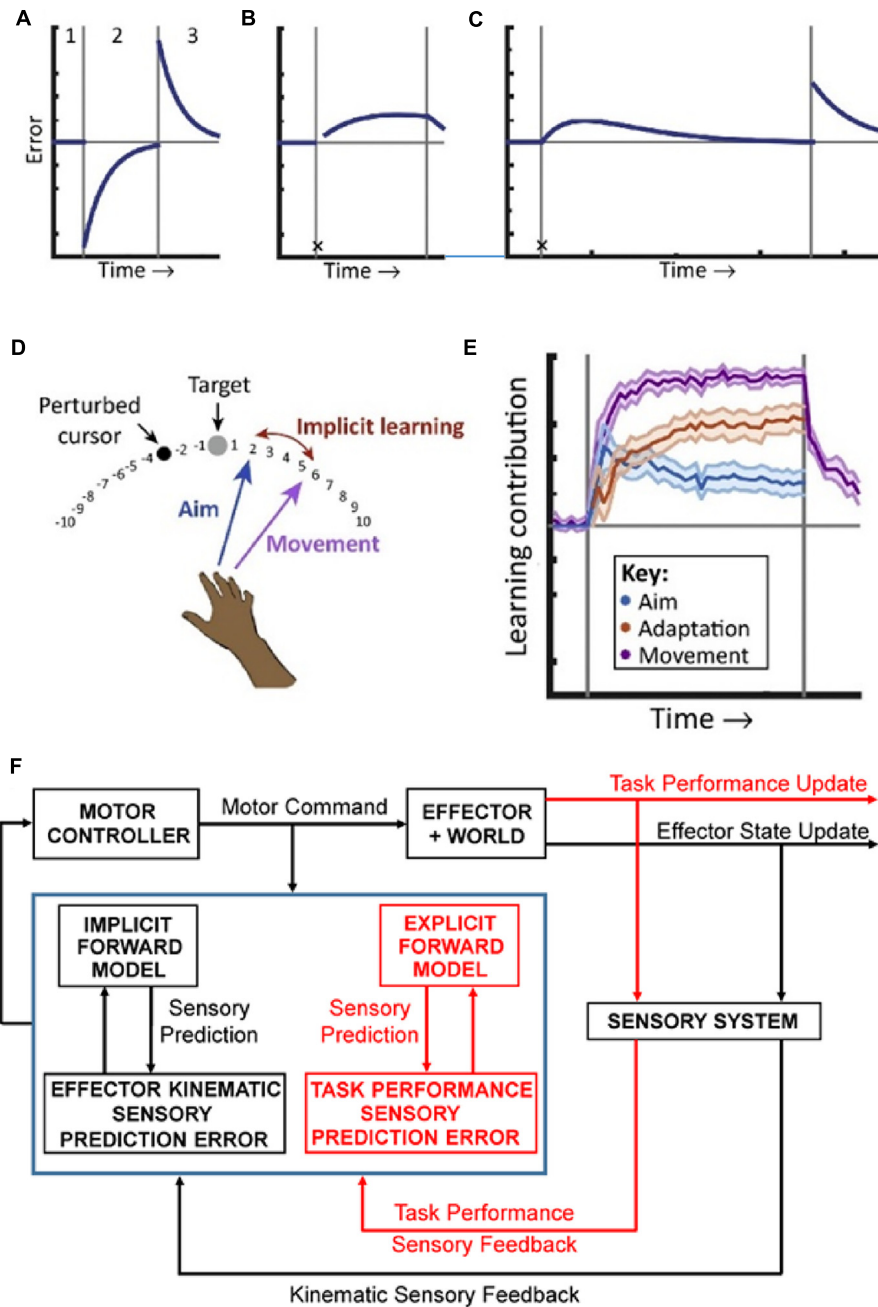 A
B
C
1 2 3
Error
Time →
×
Time →
×
Time →
D
Target
Perturbed
cursor
Implicit learning
-10 -9 -8 -7 -6 -5 -4 -2 -1 1 2 3 4 5 6 7 8 9 10
Aim
Movement
E
Learning contribution
Key:
Aim
Adaptation
Movement
Time →
F
MOTOR
CONTROLLER
Motor Command
EFFECTOR
+ WORLD
Task Performance Update
Effector State Update
IMPLICIT
FORWARD
MODEL
EXPLICIT
FORWARD
MODEL
Sensory
Prediction
Sensory
Prediction
SENSORY SYSTEM
EFFECTOR KINEMATIC
SENSORY
PREDICTION ERROR
TASK PERFORMANCE
SENSORY
PREDICTION ERROR
Task Performance
Sensory Feedback
Kinematic Sensory Feedback